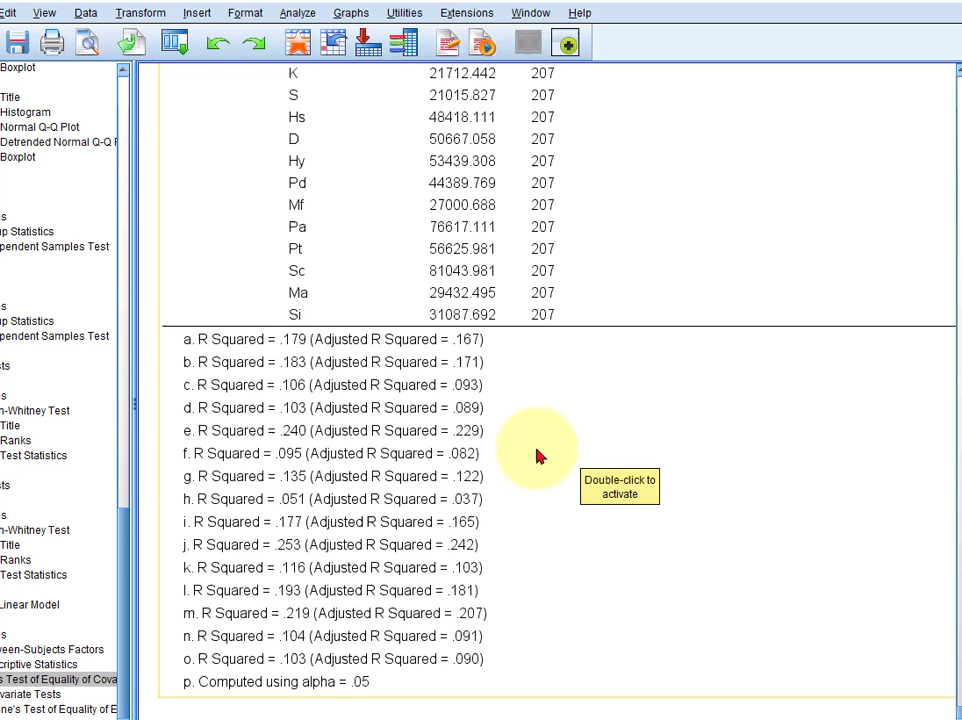 Edit View Data Transform Insert Format Analyze Graphs Utilities Extensions Window Help
Boxplot
Title
Histogram
Normal Q-Q Plot
Detrended Normal Q-Q P
Boxplot
s
up Statistics
pendent Samples Test
s
up Statistics
pendent Samples Test
sts
s
n-Whitney Test
Title
Ranks
Test Statistics
sts
s
n-Whitney Test
Title
Ranks
Test Statistics
Linear Model
s
ween-Subjects Factors
criptive Statistics
s Test of Equality of Cova
variate Tests
ne's Test of Equality of E
K 21712.442 207
S 21015.827 207
Hs 48418.111 207
D 50667.058 207
Hy 53439.308 207
Pd 44389.769 207
Mf 27000.688 207
Pa 76617.111 207
Pt 56625.981 207
Sc 81043.981 207
Ma 29432.495 207
Si 31087.692 207
a. R Squared = .179 (Adjusted R Squared = .167)
b. R Squared = .183 (Adjusted R Squared = .171)
c. R Squared = .106 (Adjusted R Squared = .093)
d. R Squared = .103 (Adjusted R Squared = .089)
e. R Squared = .240 (Adjusted R Squared = .229)
f. R Squared = .095 (Adjusted R Squared = .082)
g. R Squared = .135 (Adjusted R Squared = .122)
h. R Squared = .051 (Adjusted R Squared = .037)
i. R Squared = .177 (Adjusted R Squared = .165)
j. R Squared = .253 (Adjusted R Squared = .242)
k. R Squared = .116 (Adjusted R Squared = .103)
l. R Squared = .193 (Adjusted R Squared = .181)
m. R Squared = .219 (Adjusted R Squared = .207)
n. R Squared = .104 (Adjusted R Squared = .091)
o. R Squared = .103 (Adjusted R Squared = .090)
p. Computed using alpha = .05
Double-click to
activate